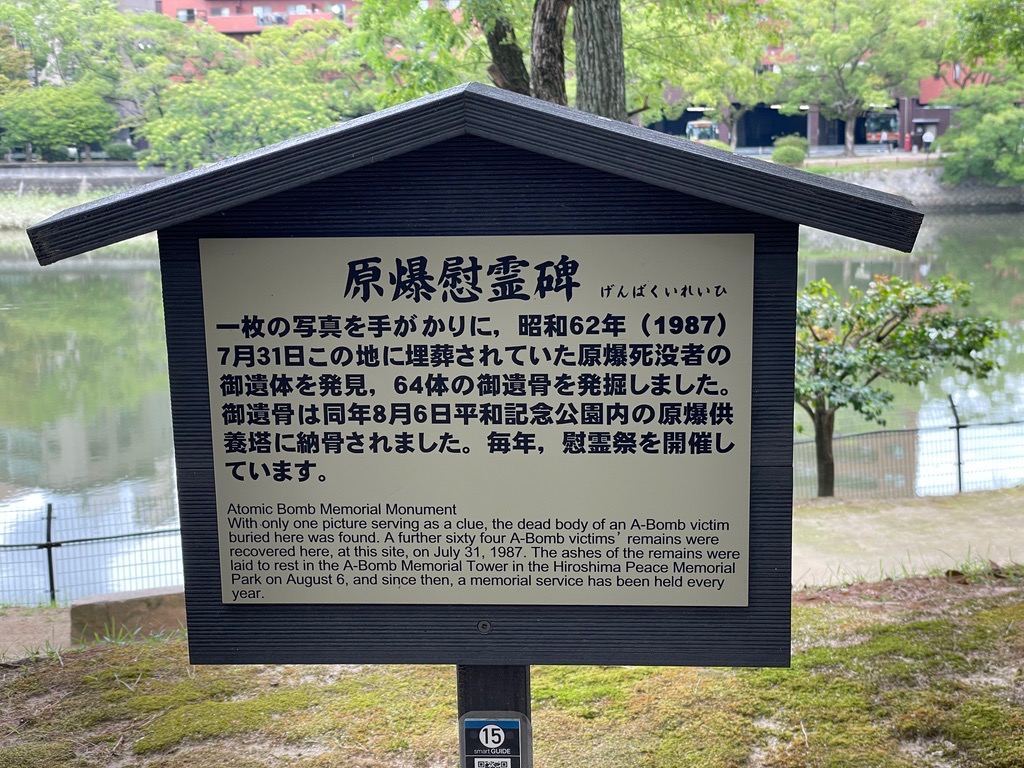 原爆慰霊碑 げんばくいれいひ
一枚の写真を手がかりに，昭和62年（1987）
7月31日この地に埋葬されていた原爆死没者の
御遺体を発見，64体の御遺骨を発掘しました。
御遺骨は同年8月6日平和記念公園内の原爆供
養塔に納骨されました。毎年，慰霊祭を開催し
ています。
Atomic Bomb Memorial Monument
With only one picture serving as a clue, the dead body of an A-Bomb victim
buried here was found. A further sixty four A-Bomb victims’ remains were
recovered here, at this site, on July 31, 1987. The ashes of the remains were
laid to rest in the A-Bomb Memorial Tower in the Hiroshima Peace Memorial
Park on August 6, and since then, a memorial service has been held every
year.
15
smart GUIDE